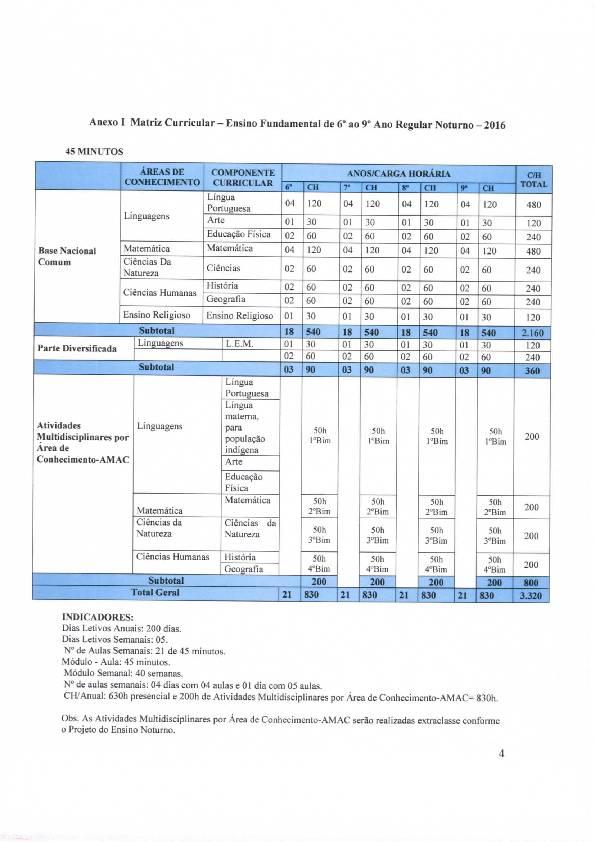 Anexo I Matriz Curricular – Ensino Fundamental de 6º ao 9º Ano Regular Noturno – 2016
45 MINUTOS
ÁREAS DE CONHECIMENTO COMPONENTE CURRICULAR ANOS/CARGA HORÁRIA C/H TOTAL
6º CH 7º CH 8º CH 9º CH
Base Nacional Comum
Linguagens
Língua Portuguesa 04 120 04 120 04 120 04 120 480
Arte 01 30 01 30 01 30 01 30 120
Educação Física 02 60 02 60 02 60 02 60 240
Matemática Matemática 04 120 04 120 04 120 04 120 480
Ciências Da Natureza Ciências 02 60 02 60 02 60 02 60 240
Ciências Humanas
História 02 60 02 60 02 60 02 60 240
Geografia 02 60 02 60 02 60 02 60 240
Ensino Religioso Ensino Religioso 01 30 01 30 01 30 01 30 120
Subtotal 18 540 18 540 18 540 18 540 2.160
Parte Diversificada Linguagens L.E.M. 01 30 01 30 01 30 01 30 120
02 60 02 60 02 60 02 60 240
Subtotal 03 90 03 90 03 90 03 90 360
Atividades Multidisciplinares por Área de Conhecimento-AMAC
Linguagens
Língua Portuguesa
Língua materna, para população indígena
Arte
Educação Física
50h 1ºBim 50h 1ºBim 50h 1ºBim 50h 1ºBim 200
Matemática Matemática 50h 2ºBim 50h 2ºBim 50h 2ºBim 50h 2ºBim 200
Ciências da Natureza Ciências da Natureza 50h 3ºBim 50h 3ºBim 50h 3ºBim 50h 3ºBim 200
Ciências Humanas História Geografia 50h 4ºBim 50h 4ºBim 50h 4ºBim 50h 4ºBim 200
Subtotal 200 200 200 200 800
Total Geral 21 830 21 830 21 830 21 830 3.320
INDICADORES:
Dias Letivos Anuais: 200 dias.
Dias Letivos Semanais: 05.
Nº de Aulas Semanais: 21 de 45 minutos.
Módulo - Aula: 45 minutos.
Módulo Semanal: 40 semanas.
Nº de aulas semanais: 04 dias com 04 aulas e 01 dia com 05 aulas.
CH/Anual: 630h presencial e 200h de Atividades Multidisciplinares por Área de Conhecimento-AMAC= 830h.
Obs. As Atividades Multidisciplinares por Área de Conhecimento-AMAC serão realizadas extraclasse conforme
o Projeto do Ensino Noturno.
4